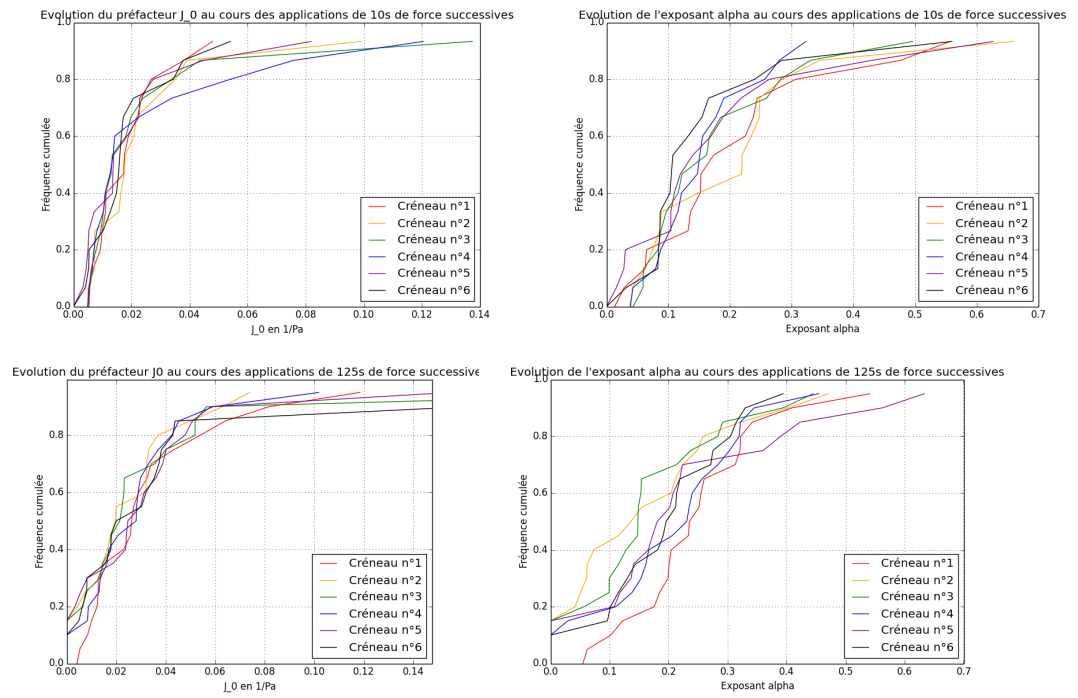 Evolution du préfacteur J_0 au cours des applications de 10s de force successives
Fréquence cumulée
1.0
0.8
0.6
0.4
0.2
0.0
0.00 0.02 0.04 0.06 0.08 0.10 0.12 0.14
J_0 en 1/Pa
Créneau n°1
Créneau n°2
Créneau n°3
Créneau n°4
Créneau n°5
Créneau n°6
Evolution de l'exposant alpha au cours des applications de 10s de force successives
Fréquence cumulée
1.0
0.8
0.6
0.4
0.2
0.0
0.0 0.1 0.2 0.3 0.4 0.5 0.6 0.7
Exposant alpha
Créneau n°1
Créneau n°2
Créneau n°3
Créneau n°4
Créneau n°5
Créneau n°6
Evolution du préfacteur J0 au cours des applications de 125s de force successive
Fréquence cumulée
1.0
0.8
0.6
0.4
0.2
0.0
0.00 0.02 0.04 0.06 0.08 0.10 0.12 0.14
J_0 en 1/Pa
Créneau n°1
Créneau n°2
Créneau n°3
Créneau n°4
Créneau n°5
Créneau n°6
Evolution de l'exposant alpha au cours des applications de 125s de force successives
Fréquence cumulée
1.0
0.8
0.6
0.4
0.2
0.0
0.0 0.1 0.2 0.3 0.4 0.5 0.6 0.7
Exposant alpha
Créneau n°1
Créneau n°2
Créneau n°3
Créneau n°4
Créneau n°5
Créneau n°6